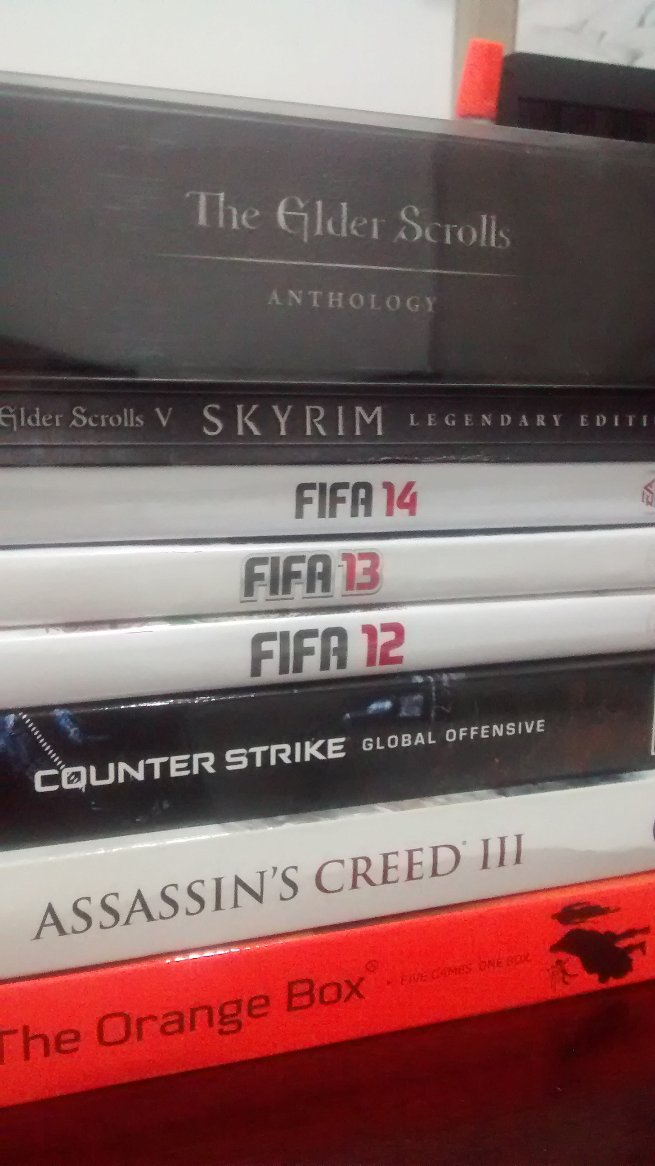 The Elder Scrolls
ANTHOLOGY
Elder Scrolls V SKYRIM LEGENDARY EDITI
FIFA 14
FIFA 13
FIFA 12
COUNTER STRIKE GLOBAL OFFENSIVE
ASSASSIN'S CREED® III
The Orange Box® • FIVE GAMES. ONE BOX.